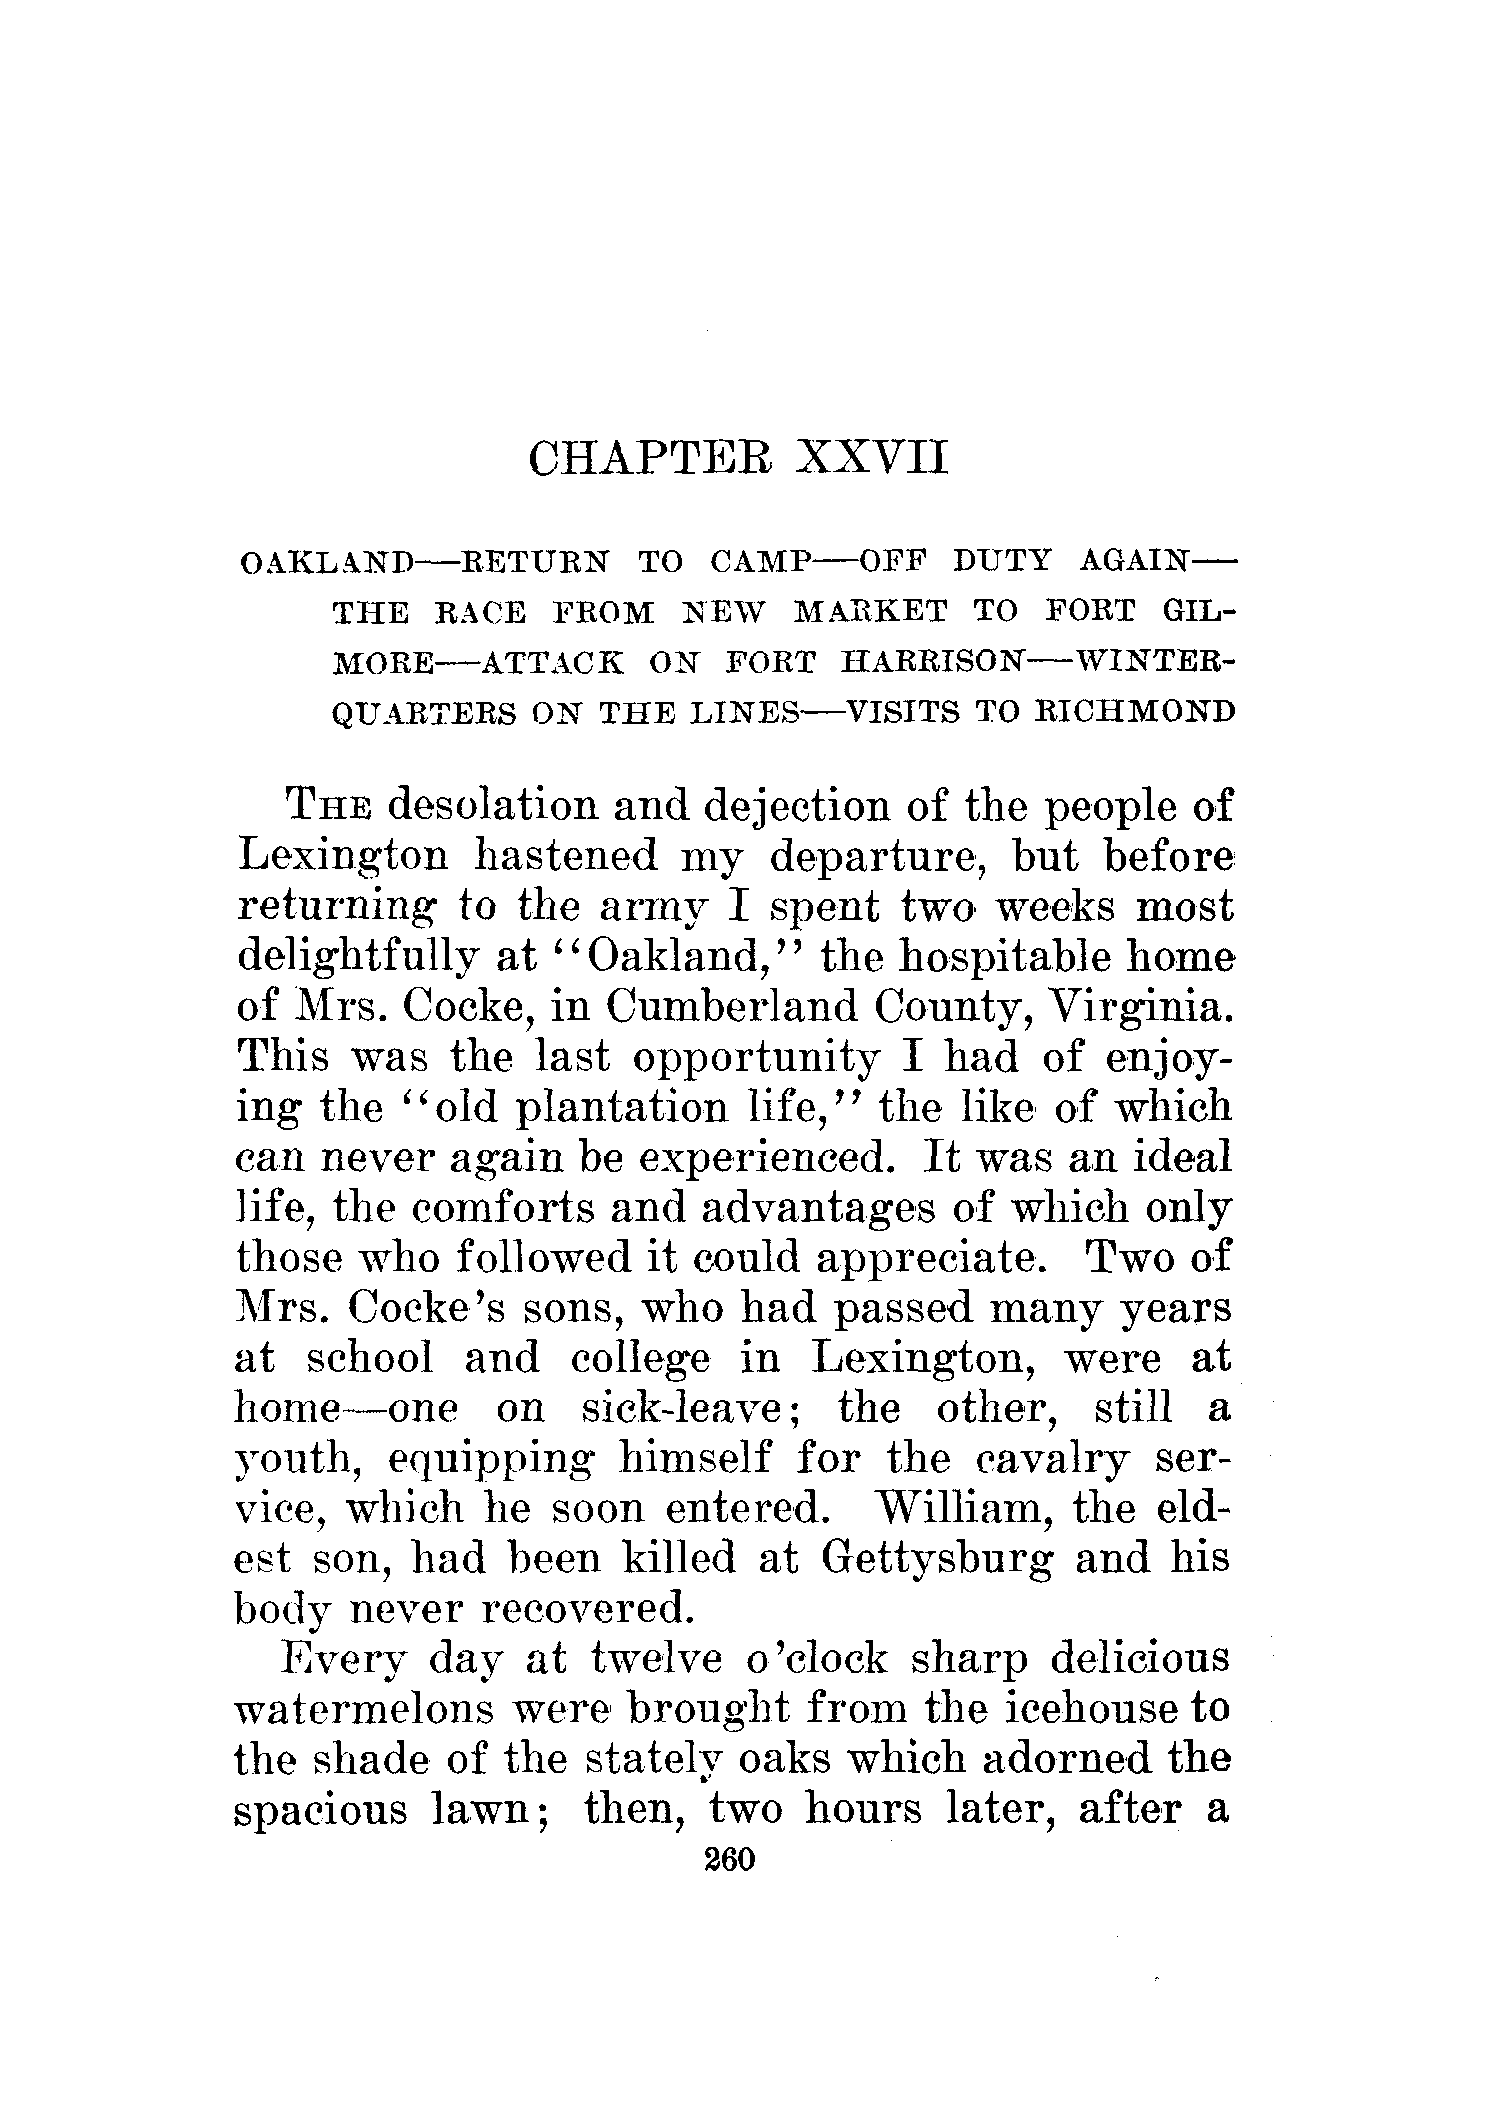 CHAPTER XXVII
OAKLAND—RETURN TO CAMP—OFF DUTY AGAIN—
THE RACE FROM NEW MARKET TO FORT GIL-
MORE—ATTACK ON FORT HARRISON—WINTER-
QUARTERS ON THE LINES—VISITS TO RICHMOND
THE desolation and dejection of the people of
Lexington hastened my departure, but before
returning to the army I spent two weeks most
delightfully at "Oakland," the hospitable home
of Mrs. Cocke, in Cumberland County, Virginia.
This was the last opportunity I had of enjoy-
ing the "old plantation life," the like of which
can never again be experienced. It was an ideal
life, the comforts and advantages of which only
those who followed it could appreciate. Two of
Mrs. Cocke's sons, who had passed many years
at school and college in Lexington, were at
home—one on sick-leave; the other, still a
youth, equipping himself for the cavalry ser-
vice, which he soon entered. William, the eld-
est son, had been killed at Gettysburg and his
body never recovered.
Every day at twelve o'clock sharp delicious
watermelons were brought from the icehouse to
the shade of the stately oaks which adorned the
spacious lawn; then, two hours later, after a
260